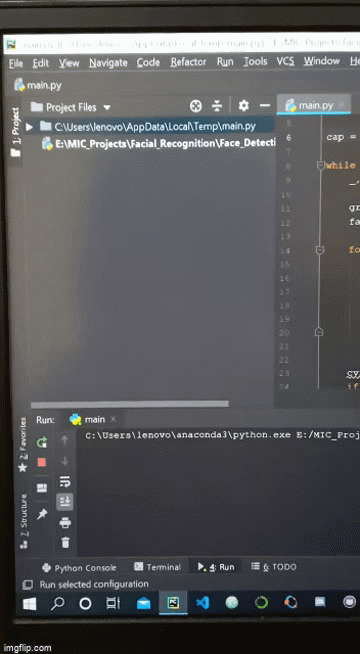 File Edit View Navigate Code Refactor Run Tools VCS Window
main.py
Project Files
main.py
1: Project
C:\Users\lenovo\AppData\Local\Temp\main.py
E:\MIC_Projects\Facial_Recognition\Face_Detecti
5
6 cap =
7
8 while
9
10
11 gr
12 fa
13
14 fo
15
16
17
18
19
20
21
22
23
24 if
Run: main
C:\Users\lenovo\anaconda3\python.exe E:/MIC_Proj
2: Favorites
7: Structure
Python Console Terminal 4: Run 6: TODO
Run selected configuration
imgflip.com